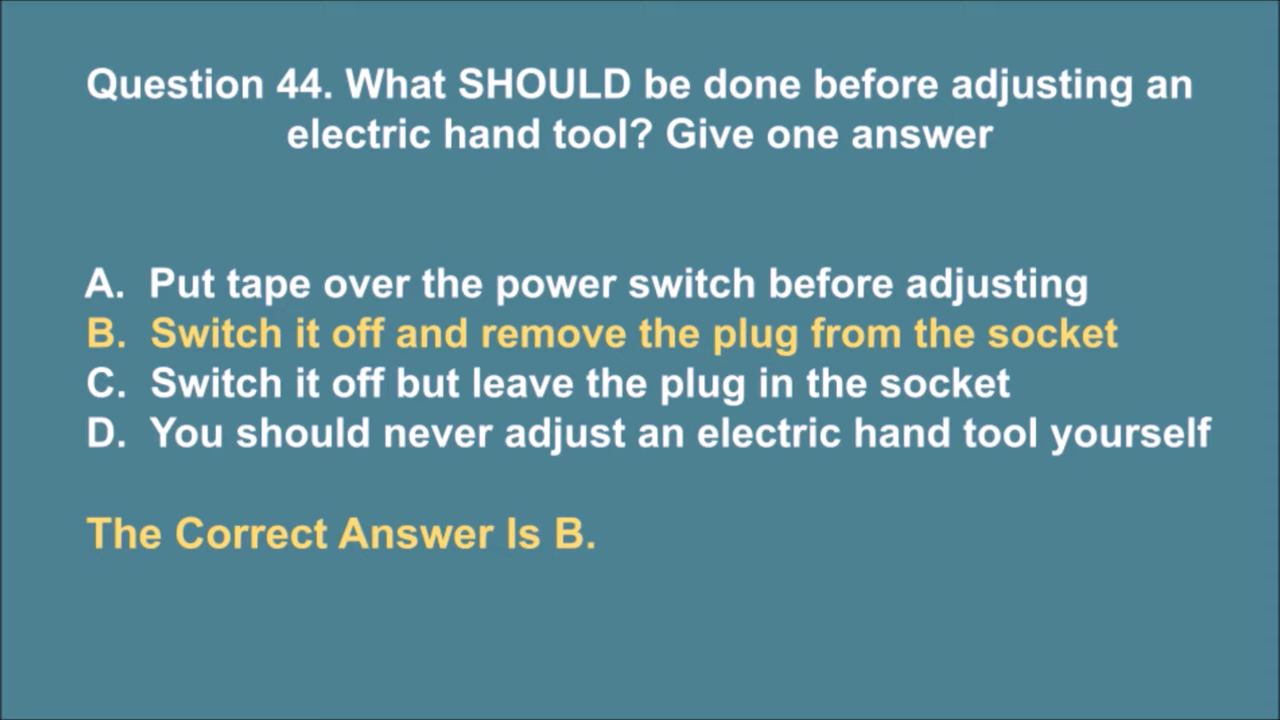 Question 44. What SHOULD be done before adjusting an
electric hand tool? Give one answer
A. Put tape over the power switch before adjusting
B. Switch it off and remove the plug from the socket
C. Switch it off but leave the plug in the socket
D. You should never adjust an electric hand tool yourself
The Correct Answer Is B.